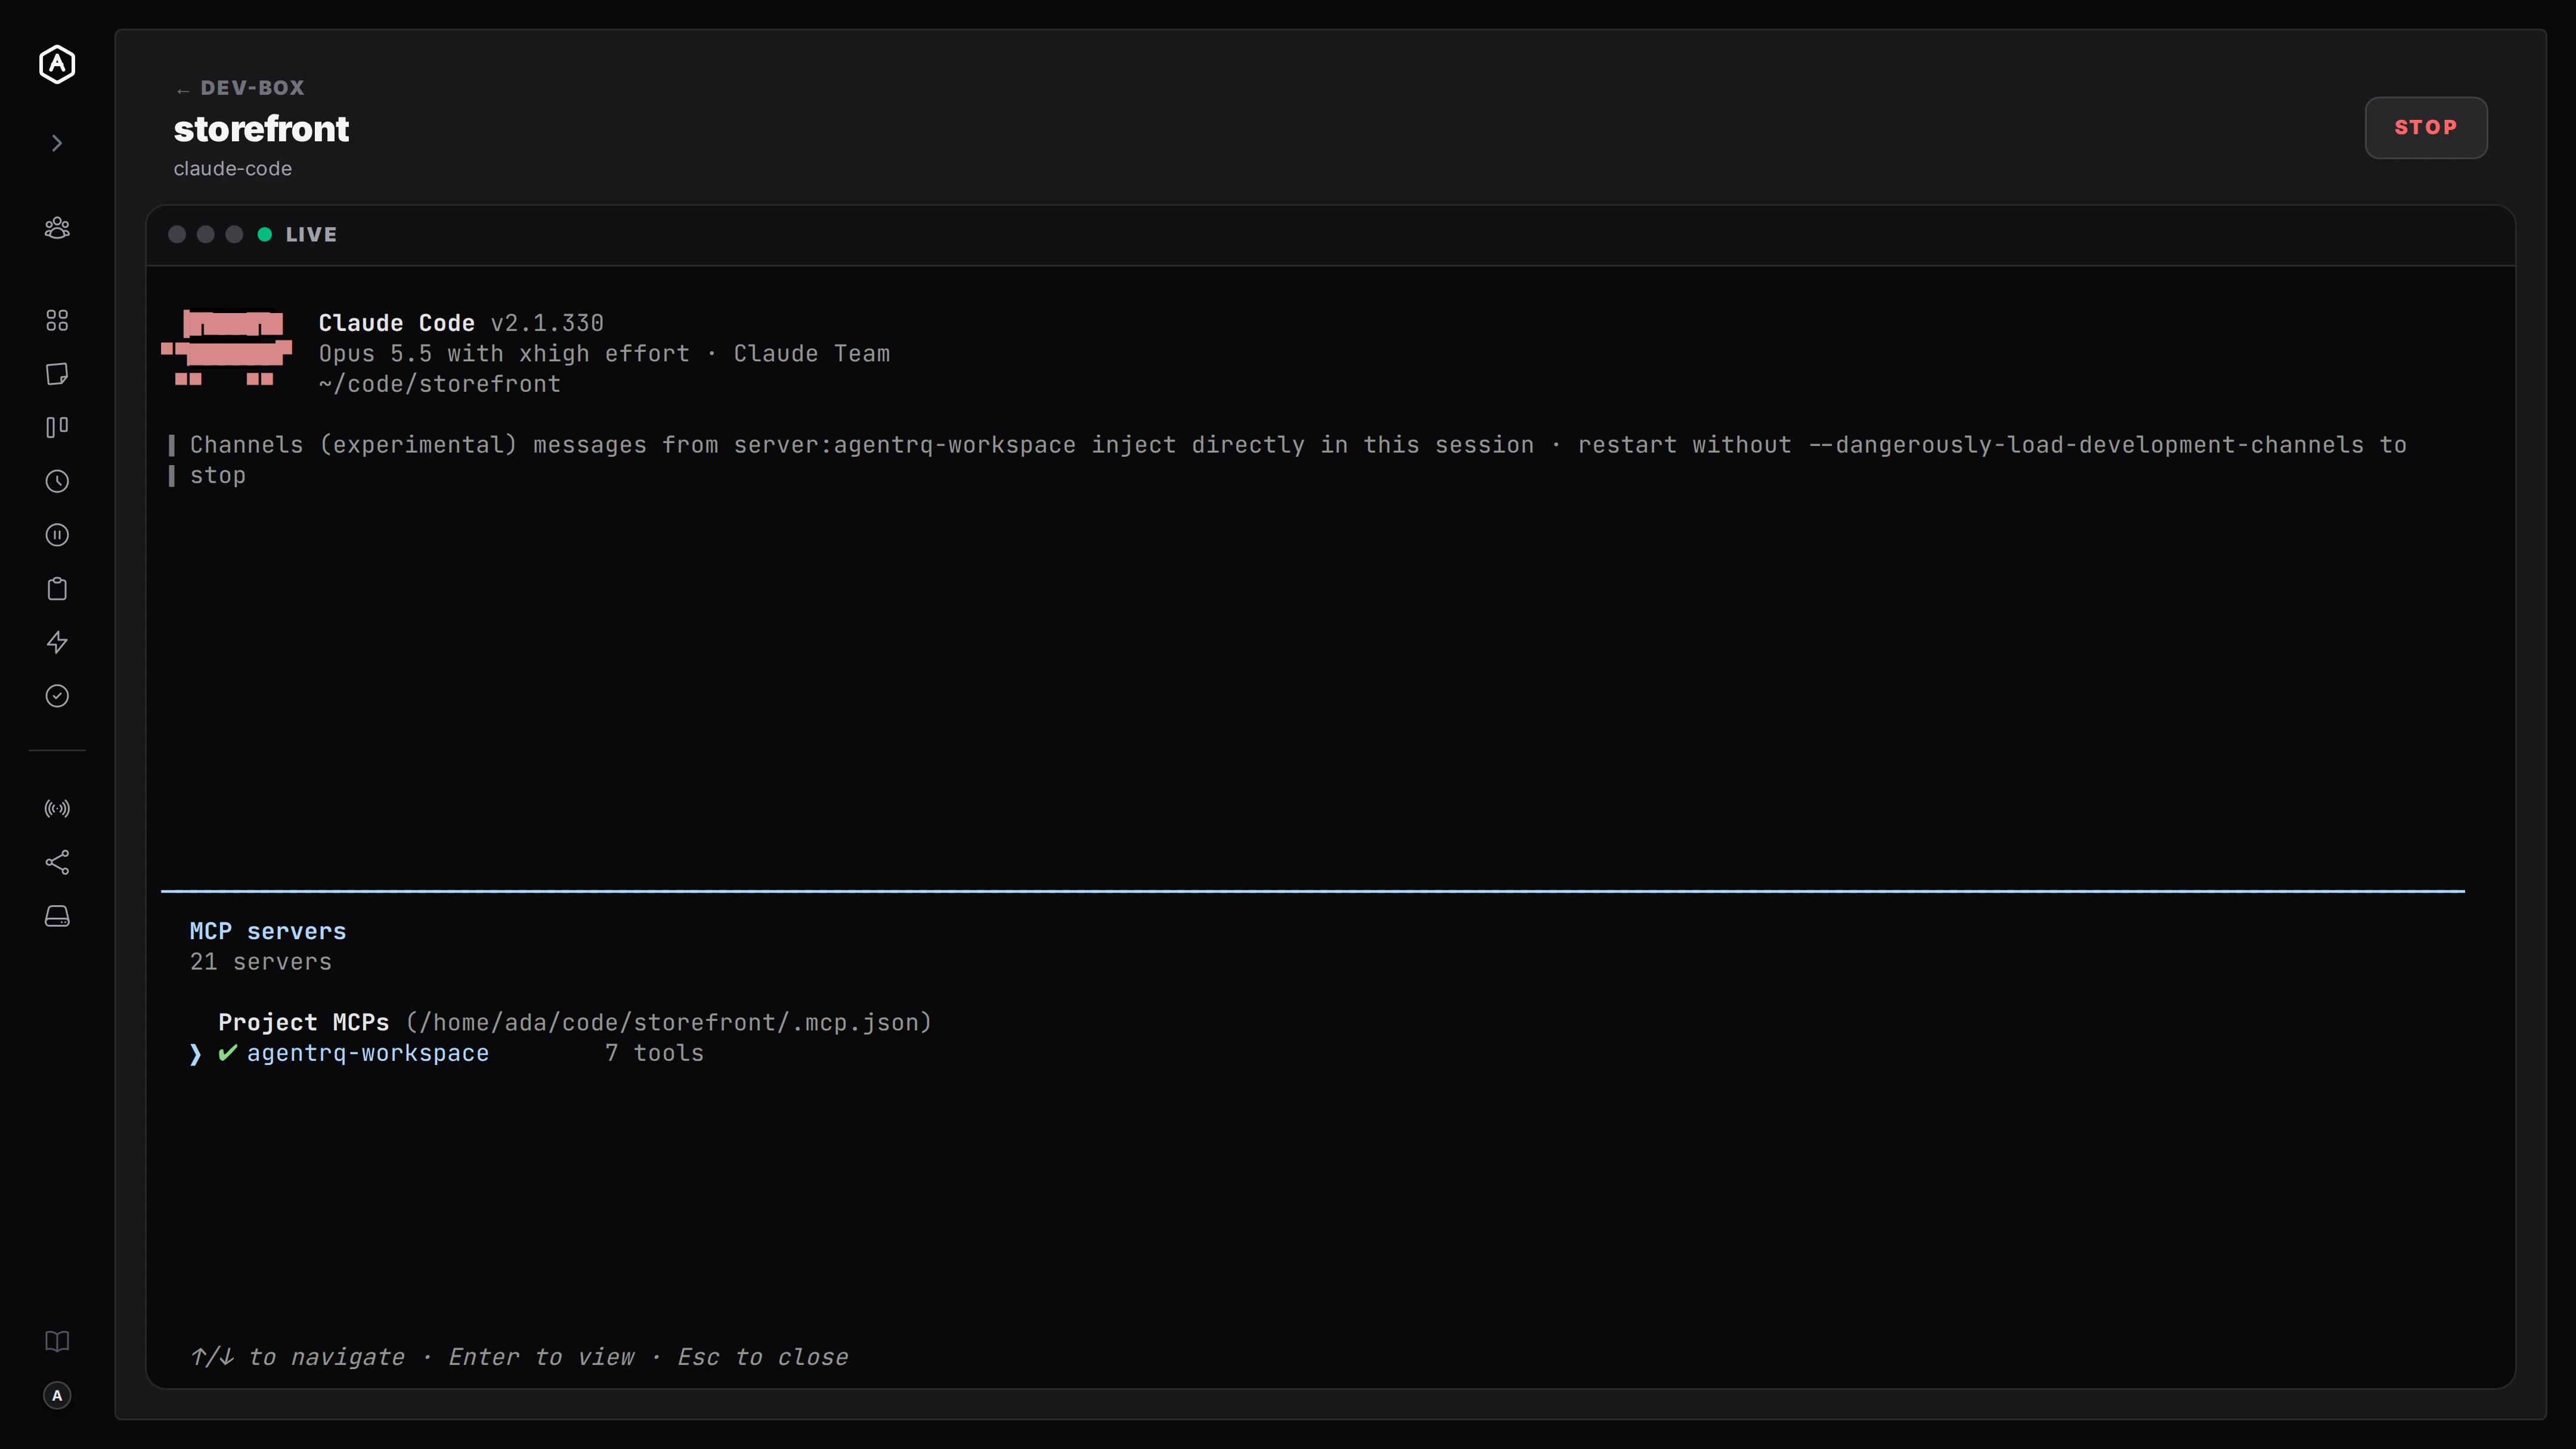 ← DEV-BOX
storefront
claude-code
STOP
LIVE
Claude Code v2.1.330
Opus 5.5 with xhigh effort · Claude Team
~/code/storefront
Channels (experimental) messages from server:agentrq-workspace inject directly in this session · restart without --dangerously-load-development-channels to
stop
MCP servers
21 servers
Project MCPs (/home/ada/code/storefront/.mcp.json)
❯ ✔ agentrq-workspace 7 tools
↑/↓ to navigate · Enter to view · Esc to close
A